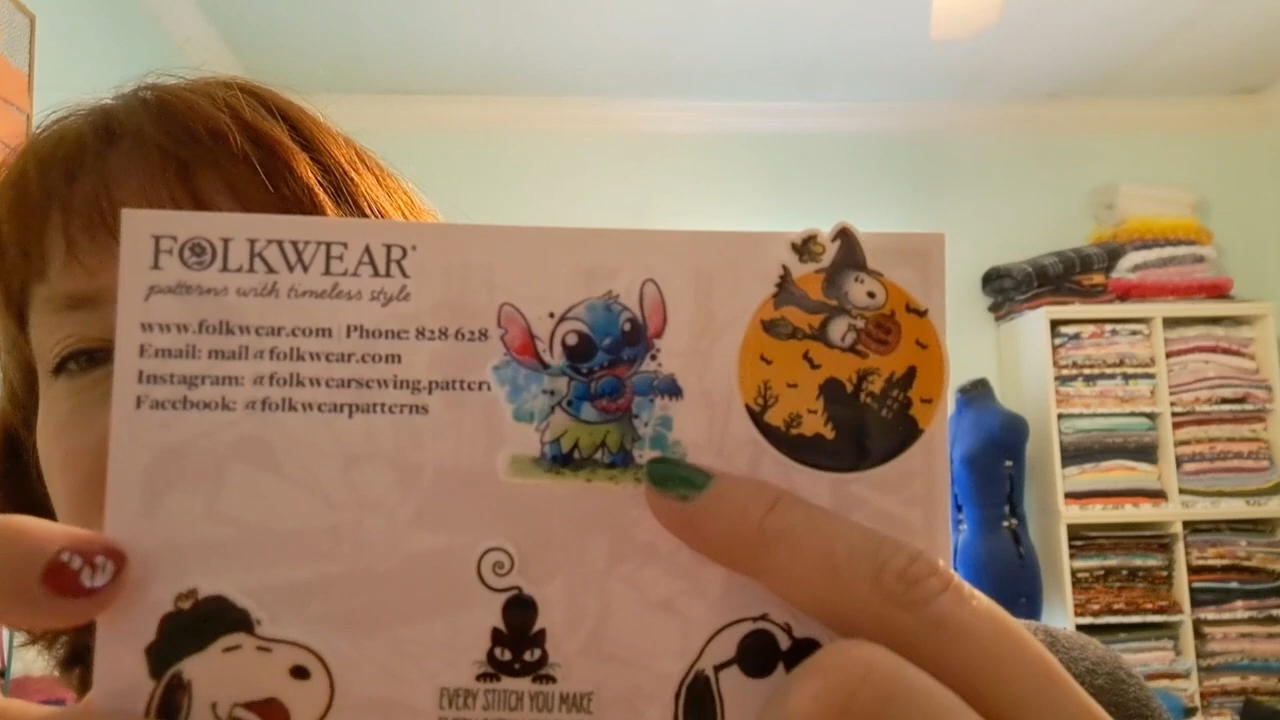 FOLKWEAR®
patterns with timeless style
www.folkwear.com | Phone: 828 628-
Email: mail@folkwear.com
Instagram: @folkwearsewing.pattern
Facebook: @folkwearpatterns
EVERY STITCH YOU MAKE